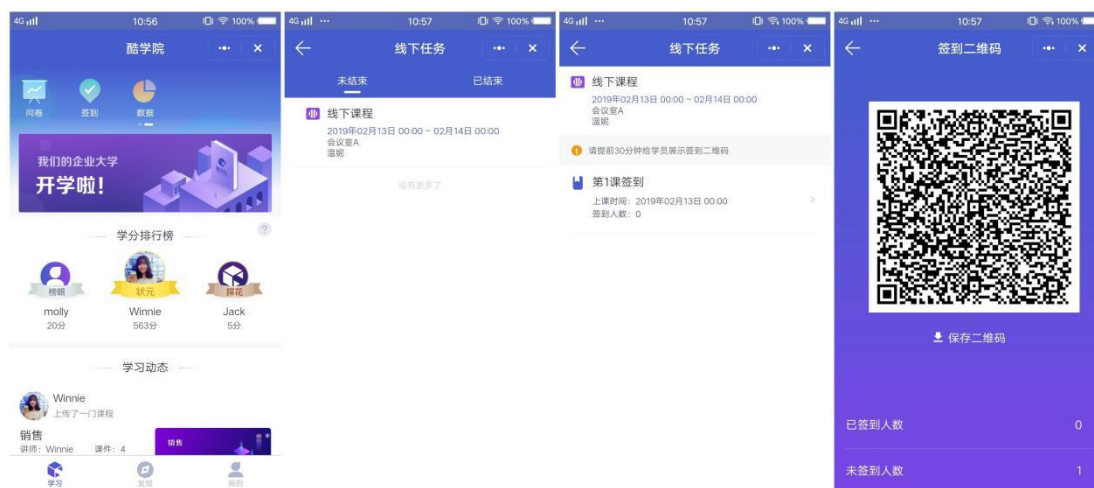 4G 10:56 100%
酷学院
问卷 签到 数据
我们的企业大学
开学啦！
学分排行榜 ?
榜眼 状元 探花
molly Winnie Jack
20分 563分 5分
学习动态
Winnie
上传了一门课程
销售
讲师：Winnie 课件：4
销售
学习 发现 我的
4G ··· 10:57 100%
线下任务
未结束 已结束
线下课程
2019年02月13日 00:00 ~ 02月14日 00:00
会议室A
温妮
没有更多了
4G ··· 10:57 100%
线下任务
线下课程
2019年02月13日 00:00 ~ 02月14日 00:00
会议室A
温妮
请提前30分钟给学员展示签到二维码
第1课签到
上课时间：2019年02月13日 00:00
签到人数：0
4G ··· 10:57 100%
签到二维码
保存二维码
已签到人数 0
未签到人数 1